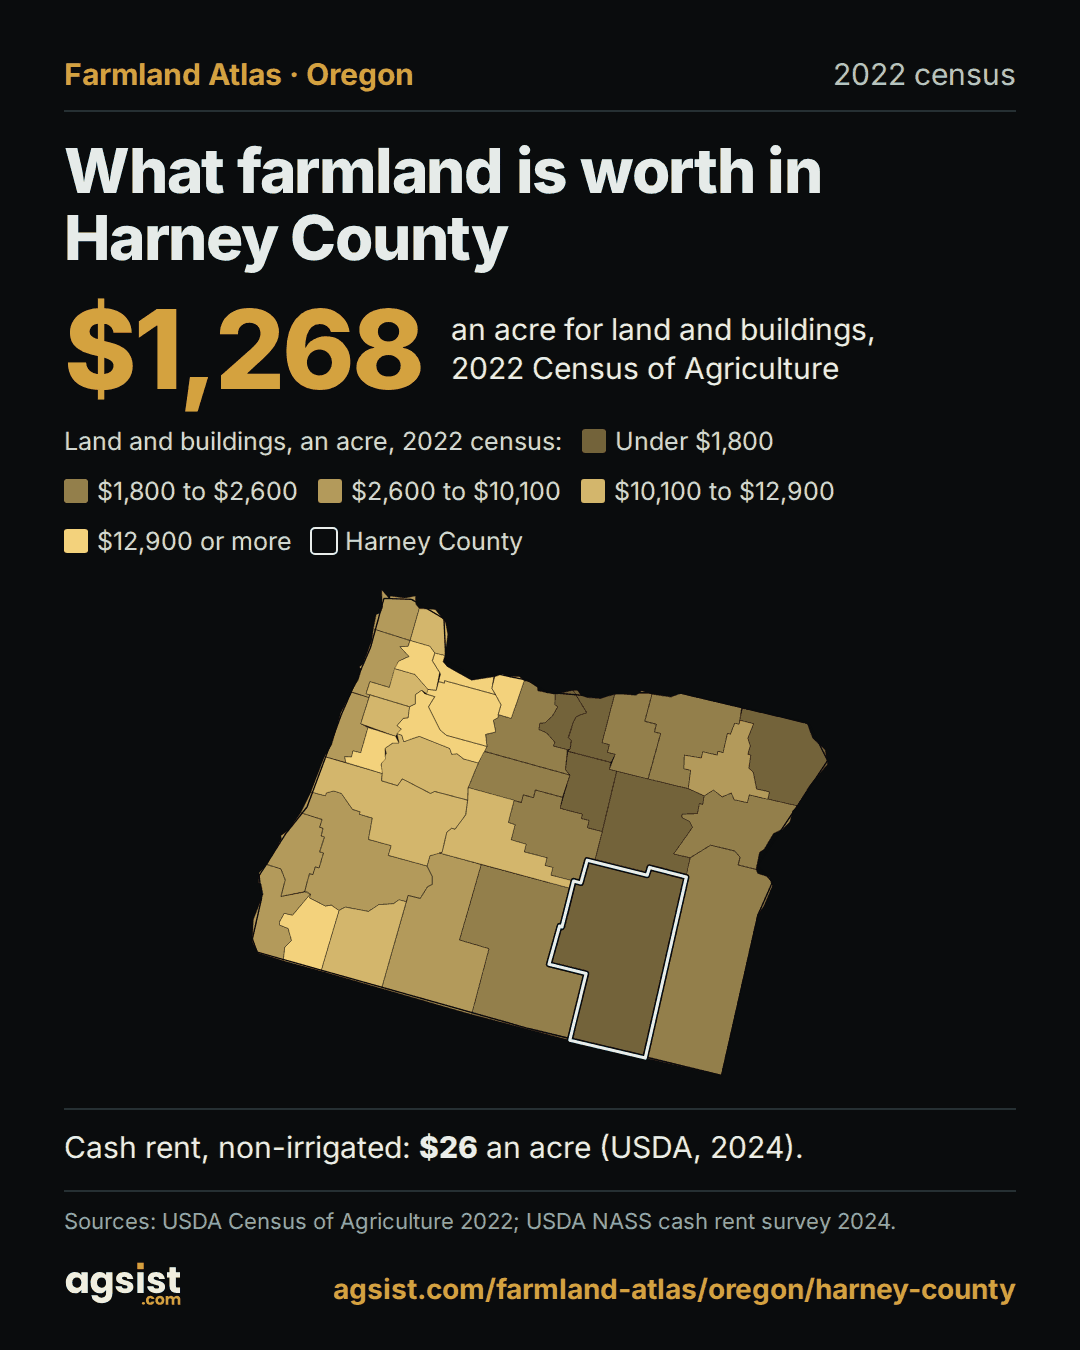 Farmland Atlas · Oregon
2022 census
What farmland is worth in
Harney County
$1,268
an acre for land and buildings,
2022 Census of Agriculture
Land and buildings, an acre, 2022 census: Under $1,800
$1,800 to $2,600 $2,600 to $10,100 $10,100 to $12,900
$12,900 or more Harney County
Cash rent, non-irrigated: $26 an acre (USDA, 2024).
Sources: USDA Census of Agriculture 2022; USDA NASS cash rent survey 2024.
agsist
.com
agsist.com/farmland-atlas/oregon/harney-county